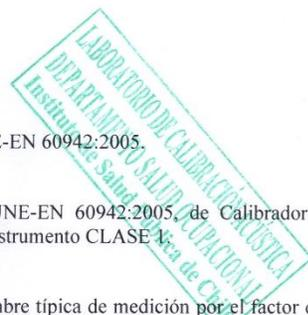 LABORATORIO DE CALIBRACIÓN ACÚSTICA
DEPARTAMENTO SALUD OCUPACIONAL
Instituto de Salud Pública de Chile
E-EN 60942:2005.
UNE-EN 60942:2005, de Calibrador
strumento CLASE 1.
mbre típica de medición por el factor